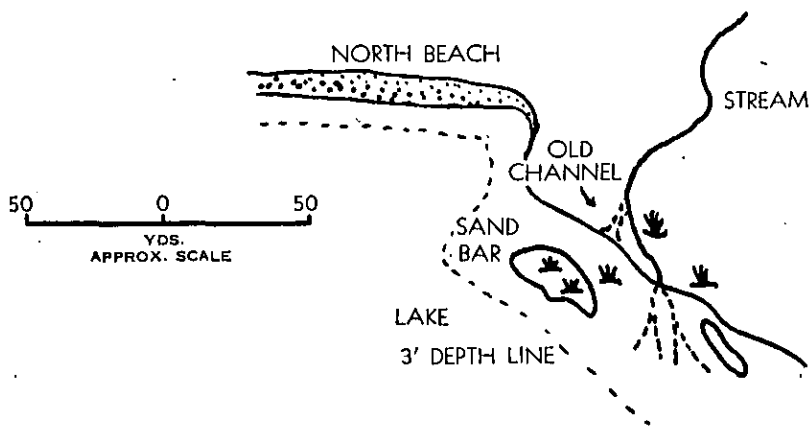 NORTH BEACH
STREAM
OLD
CHANNEL
50 0 50
YDS.
APPROX. SCALE
SAND
BAR
LAKE
3' DEPTH LINE